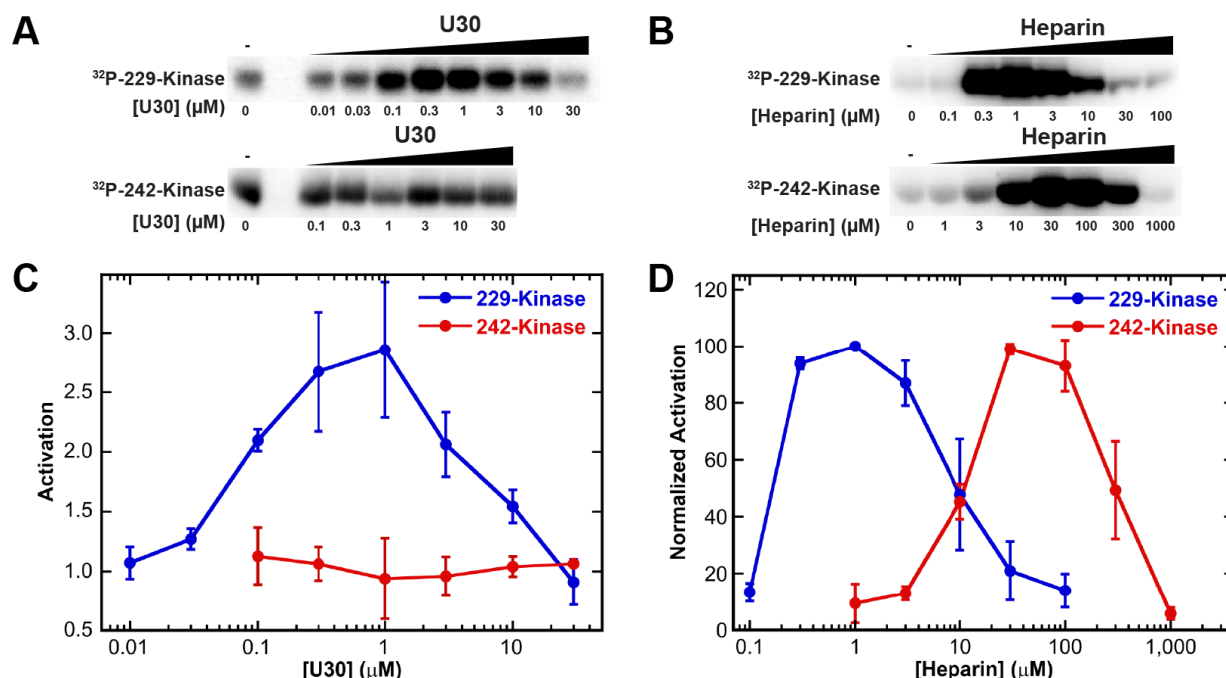 A
U30
-
32P-229-Kinase
[U30] (µM)
0 0.01 0.03 0.1 0.3 1 3 10 30
U30
-
32P-242-Kinase
[U30] (µM)
0 0.1 0.3 1 3 10 30
B
Heparin
-
32P-229-Kinase
[Heparin] (µM)
0 0.1 0.3 1 3 10 30 100
Heparin
-
32P-242-Kinase
[Heparin] (µM)
0 1 3 10 30 100 300 1000
C
229-Kinase
242-Kinase
3.0
2.5
2.0
1.5
1.0
0.5
Activation
0.01 0.1 1 10
[U30] (µM)
D
229-Kinase
242-Kinase
120
100
80
60
40
20
0
Normalized Activation
0.1 1 10 100 1,000
[Heparin] (µM)